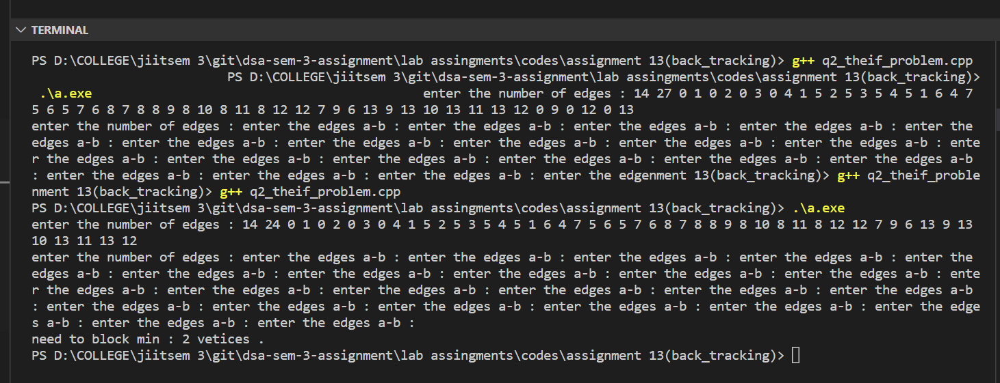 TERMINAL
PS D:\COLLEGE\jiitsem 3\git\dsa-sem-3-assignment\lab assingments\codes\assignment 13(back_tracking)> g++ q2_theif_problem.cpp
PS D:\COLLEGE\jiitsem 3\git\dsa-sem-3-assignment\lab assingments\codes\assignment 13(back_tracking)>
.\a.exe enter the number of edges : 14 27 0 1 0 2 0 3 0 4 1 5 2 5 3 5 4 5 1 6 4 7
5 6 5 7 6 8 7 8 8 9 8 10 8 11 8 12 12 7 9 6 13 9 13 10 13 11 13 12 0 9 0 12 0 13
enter the number of edges : enter the edges a-b : enter the edges a-b : enter the edges a-b : enter the edges a-b : enter the
edges a-b : enter the edges a-b : enter the edges a-b : enter the edges a-b : enter the edges a-b : enter the edges a-b : ente
r the edges a-b : enter the edges a-b : enter the edges a-b : enter the edges a-b : enter the edges a-b : enter the edges a-b
: enter the edges a-b : enter the edges a-b : enter the edges a-b : enter the edgenment 13(back_tracking)> g++ q2_theif_proble
nment 13(back_tracking)> g++ q2_theif_problem.cpp
PS D:\COLLEGE\jiitsem 3\git\dsa-sem-3-assignment\lab assingments\codes\assignment 13(back_tracking)> .\a.exe
enter the number of edges : 14 24 0 1 0 2 0 3 0 4 1 5 2 5 3 5 4 5 1 6 4 7 5 6 5 7 6 8 7 8 8 9 8 10 8 11 8 12 12 7 9 6 13 9 13
10 13 11 13 12
enter the number of edges : enter the edges a-b : enter the edges a-b : enter the edges a-b : enter the edges a-b : enter the
edges a-b : enter the edges a-b : enter the edges a-b : enter the edges a-b : enter the edges a-b : enter the edges a-b : ente
r the edges a-b : enter the edges a-b : enter the edges a-b : enter the edges a-b : enter the edges a-b : enter the edges a-b
: enter the edges a-b : enter the edges a-b : enter the edges a-b : enter the edges a-b : enter the edges a-b : enter the edge
s a-b : enter the edges a-b : enter the edges a-b :
need to block min : 2 vetices .
PS D:\COLLEGE\jiitsem 3\git\dsa-sem-3-assignment\lab assingments\codes\assignment 13(back_tracking)>